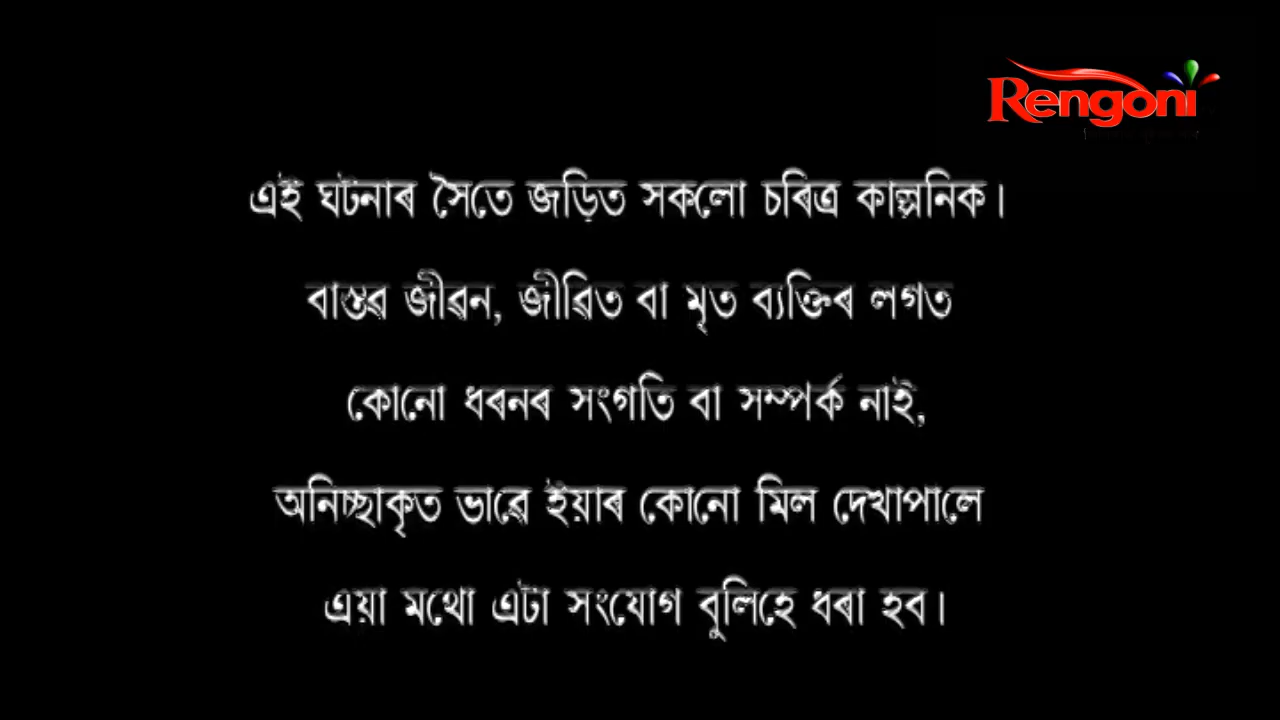 Rengoni
এই ঘটনাৰ সৈতে জড়িত সকলো চৰিত্ৰ কাল্পনিক।
বাস্তৱ জীৱন, জীৱিত বা মৃত ব্যক্তিৰ লগত
কোনো ধৰনৰ সংগতি বা সম্পৰ্ক নাই,
অনিচ্ছাকৃত ভাৱে ইয়াৰ কোনো মিল দেখাপালে
এয়া মথো এটা সংযোগ বুলিহে ধৰা হব।